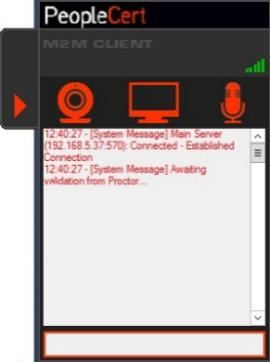 PeopleCert
M2M CLIENT
12:40:27 - [System Message] Main Server
(192.168.5.37:570): Connected - Established
Connection
12:40:27 - [System Message] Awaiting
validation from Proctor...